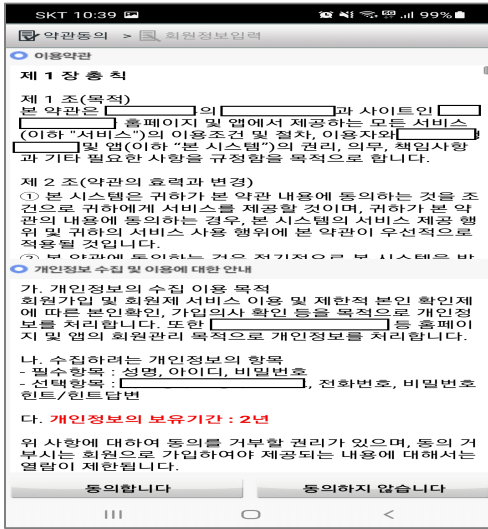 SKT 10:39
99%
약관동의 > 회원정보입력
이용약관
제 1 장 총 칙
제 1 조(목적)
본 약관은 의 과 사이트인
홈페이지 및 앱에서 제공하는 모든 서비스
(이하 "서비스")의 이용조건 및 절차, 이용자와
및 앱(이하 "본 시스템")의 권리, 의무, 책임사항
과 기타 필요한 사항을 규정함을 목적으로 합니다.
제 2 조(약관의 효력과 변경)
① 본 시스템은 귀하가 본 약관 내용에 동의하는 것을 조
건으로 귀하에게 서비스를 제공할 것이며, 귀하가 본 약
관의 내용에 동의하는 경우, 본 시스템의 서비스 제공 행
위 및 귀하의 서비스 사용 행위에 본 약관이 우선적으로
적용될 것입니다.
② 본 약관에 동의하는 것은 정기적으로 본 시스템을 방
개인정보 수집 및 이용에 대한 안내
가. 개인정보의 수집 이용 목적
회원가입 및 회원제 서비스 이용 및 제한적 본인 확인제
에 따른 본인확인, 가입의사 확인 등을 목적으로 개인정
보를 처리합니다. 또한 등 홈페이
지 및 앱의 회원관리 목적으로 개인정보를 처리합니다.
나. 수집하려는 개인정보의 항목
- 필수항목 : 성명, 아이디, 비밀번호
- 선택항목 : , 전화번호, 비밀번호
힌트/힌트답변
다. 개인정보의 보유기간 : 2년
위 사항에 대하여 동의를 거부할 권리가 있으며, 동의 거
부시는 회원으로 가입하여야 제공되는 내용에 대해서는
열람이 제한됩니다.
동의합니다
동의하지 않습니다